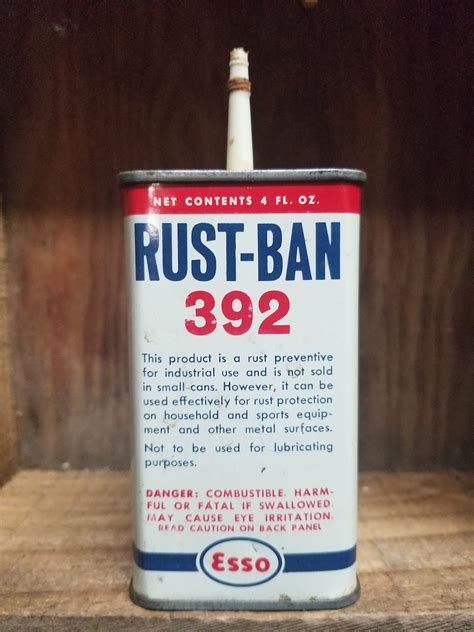 NET CONTENTS 4 FL. OZ.
RUST-BAN
392
This product is a rust preventive
for industrial use and is not sold
in small cans. However, it can be
used effectively for rust protection
on household and sports equip-
ment and other metal surfaces.
Not to be used for lubricating
purposes.
DANGER: COMBUSTIBLE. HARM-
FUL OR FATAL IF SWALLOWED.
MAY CAUSE EYE IRRITATION.
READ CAUTION ON BACK PANEL
Esso